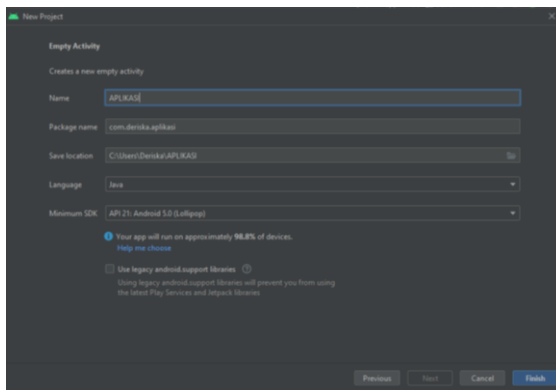 New Project
Empty Activity
Creates a new empty activity
Name APLIKASI
Package name com.deriska.aplikasi
Save location C:\Users\Deriska\APLIKASI
Language Java
Minimum SDK API 21: Android 5.0 (Lollipop)
Your app will run on approximately 98.8% of devices.
Help me choose
Use legacy android.support libraries
Using legacy android.support libraries will prevent you from using
the latest Play Services and Jetpack libraries
Previous Next Cancel Finish